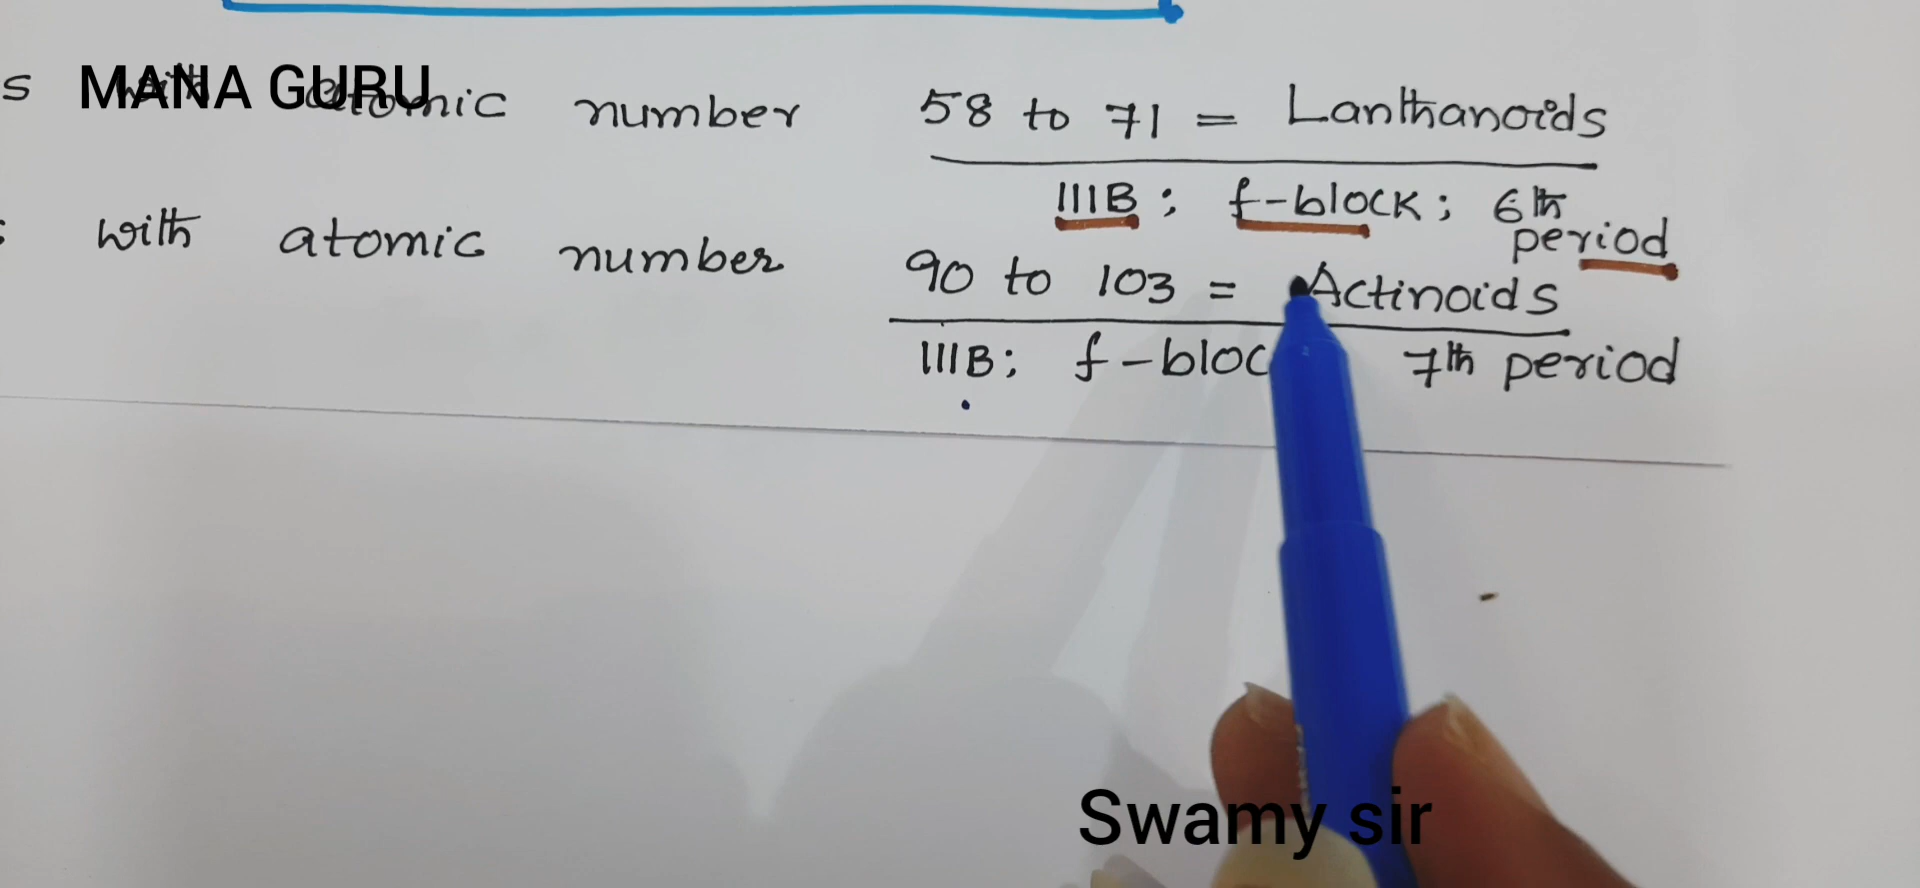 MANA GURU
s with atomic number 58 to 71 = Lanthanoids
IIIB; f-block; 6th period
with atomic number 90 to 103 = Actinoids
IIIB; f-bloc 7th period
Swamy sir